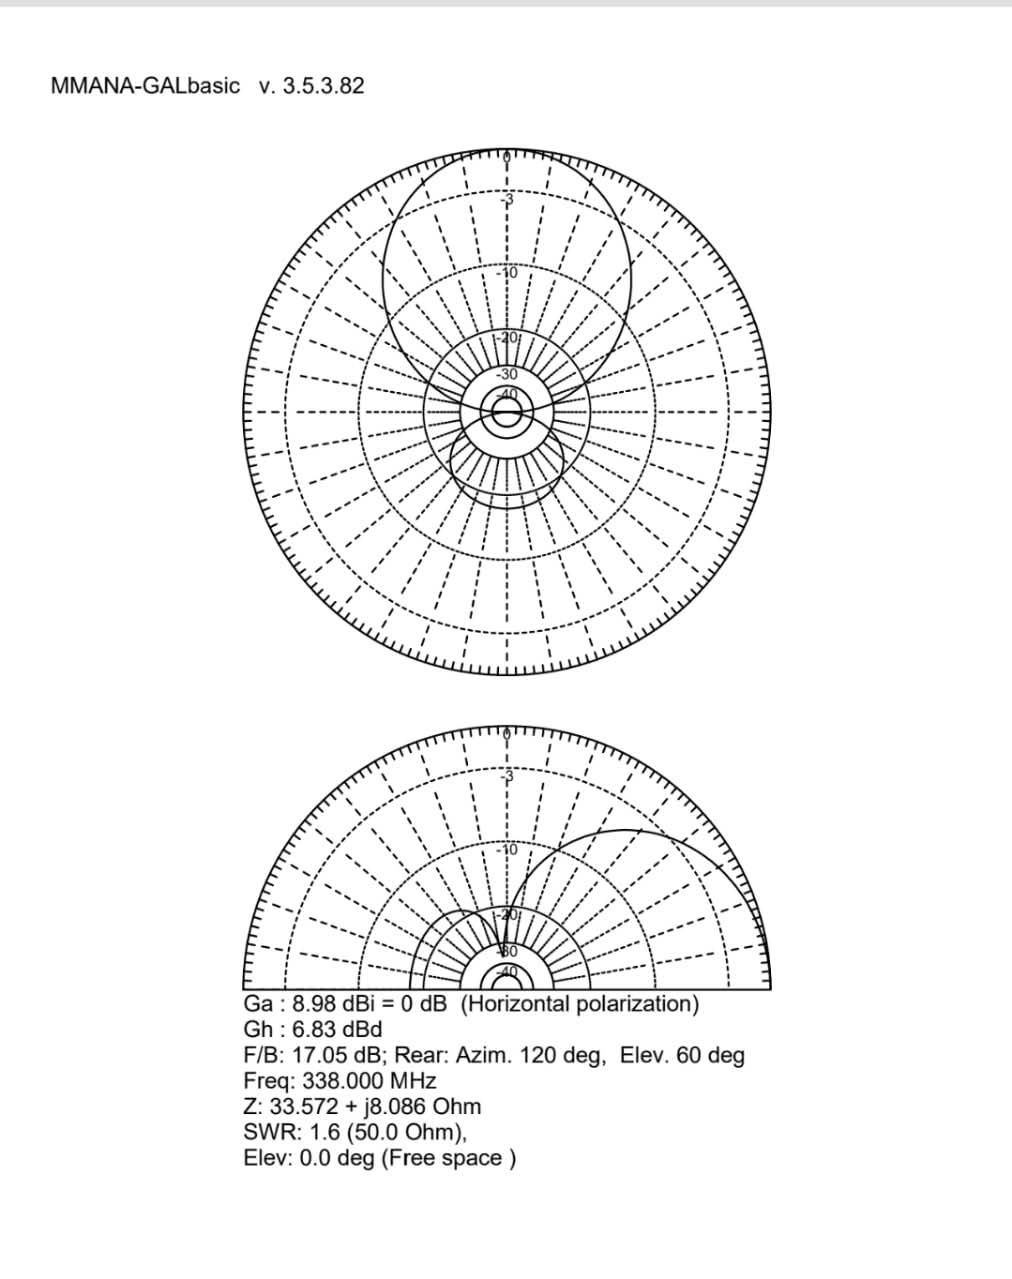 MMANA-GALbasic v. 3.5.3.82
0
-3
-10
-20
-30
-40
0
-3
-10
-20
-30
-40
Ga : 8.98 dBi = 0 dB (Horizontal polarization)
Gh : 6.83 dBd
F/B: 17.05 dB; Rear: Azim. 120 deg, Elev. 60 deg
Freq: 338.000 MHz
Z: 33.572 + j8.086 Ohm
SWR: 1.6 (50.0 Ohm),
Elev: 0.0 deg (Free space )